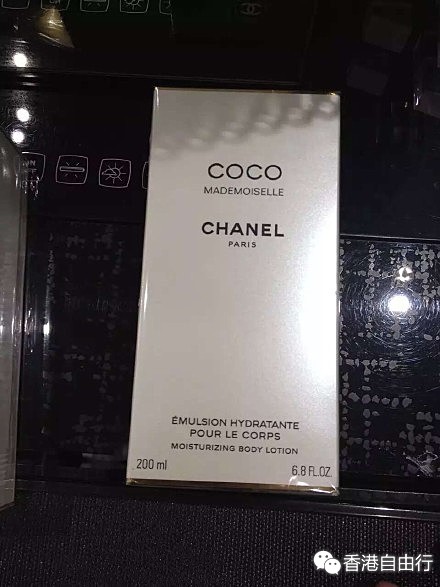 COCO
MADEMOISELLE
CHANEL
PARIS
ÉMULSION HYDRATANTE
POUR LE CORPS
MOISTURIZING BODY LOTION
200 ml 6.8 FL.OZ.
香港自由行